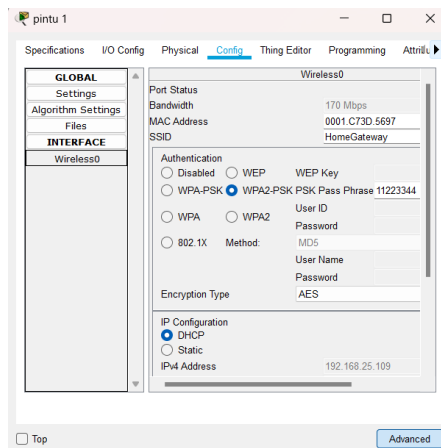 pintu 1
Specifications I/O Config Physical Config Thing Editor Programming
GLOBAL
Settings
Algorithm Settings
Files
INTERFACE
Wireless0
Wireless0
Port Status
Bandwidth 170 Mbps
MAC Address 0001.C73D.5697
SSID HomeGateway
Authentication
Disabled WEP WEP Key
WPA-PSK WPA2-PSK PSK Pass Phrase 11223344
User ID
WPA WPA2
Password
802.1X Method: MD5
User Name
Password
Encryption Type AES
IP Configuration
DHCP
Static
IPv4 Address 192.168.25.109
Top Advanced